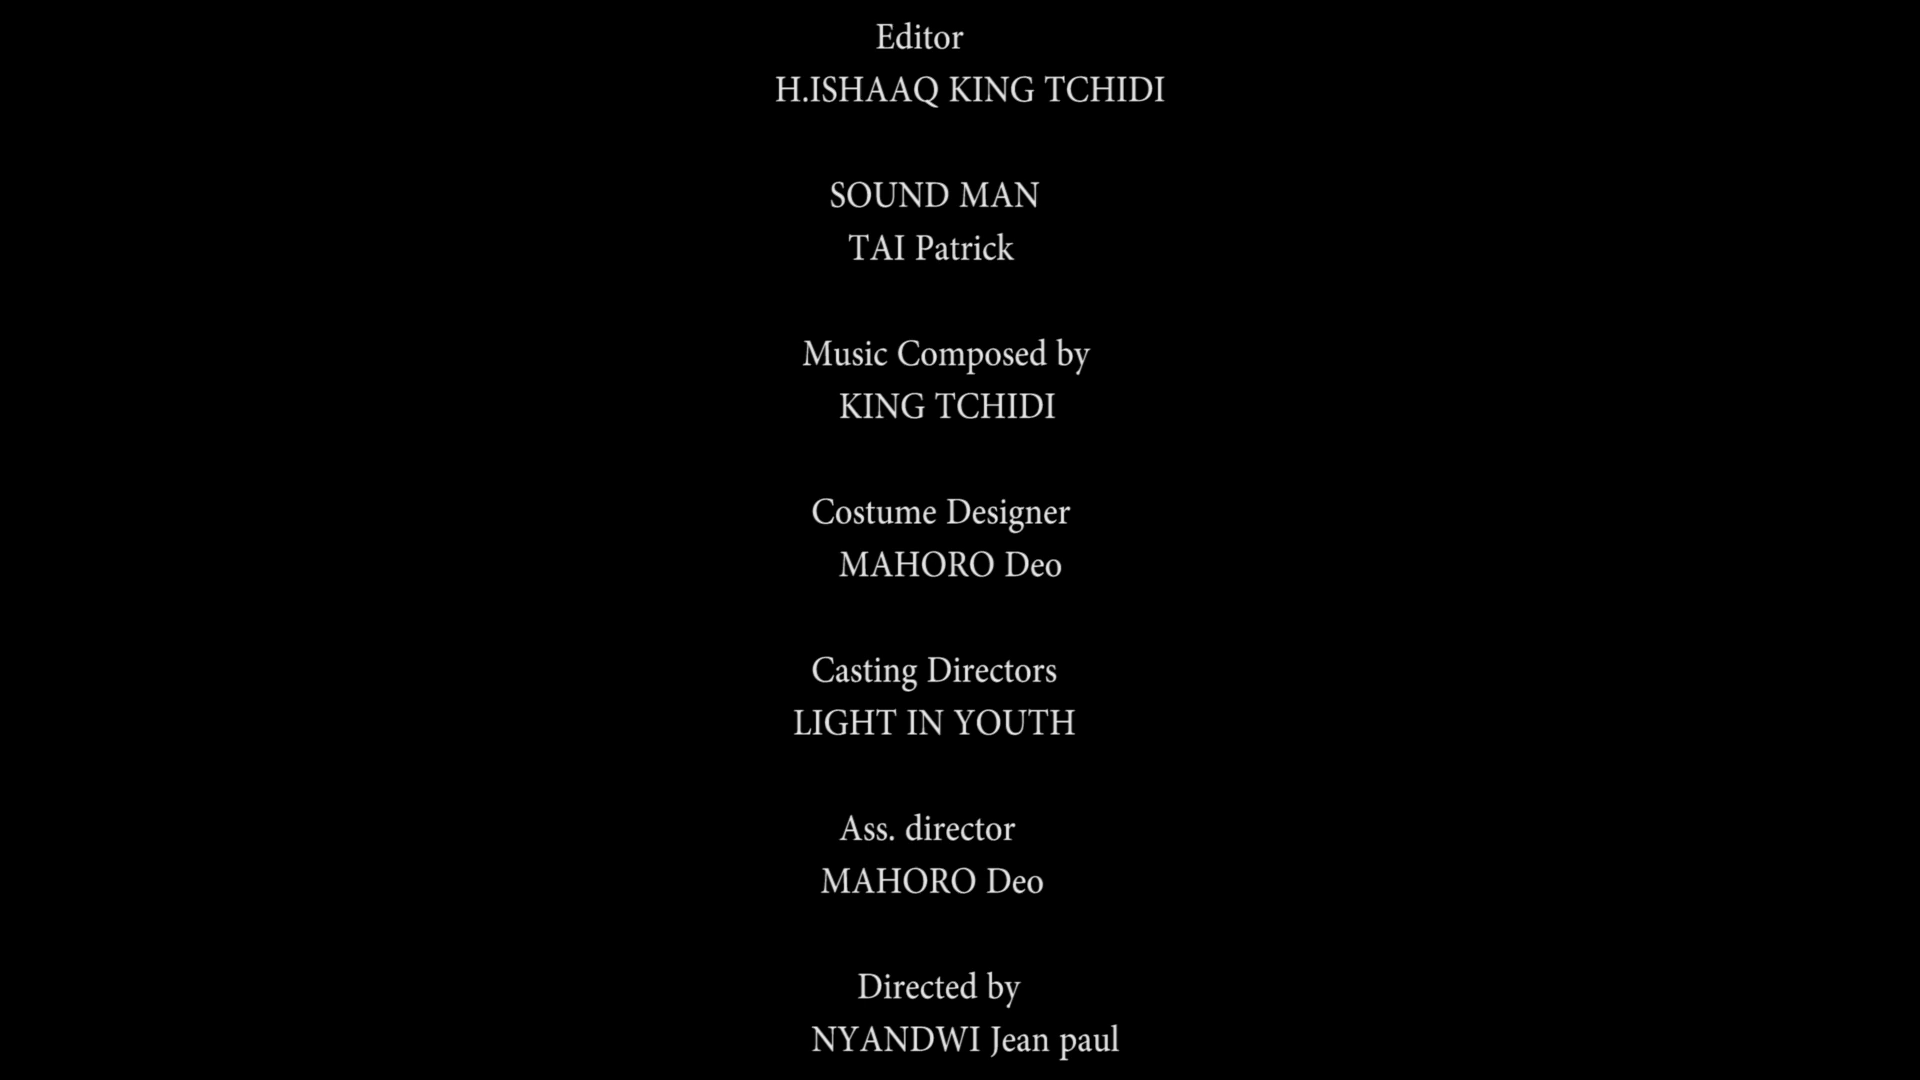 Editor
H.ISHAAQ KING TCHIDI
SOUND MAN
TAI Patrick
Music Composed by
KING TCHIDI
Costume Designer
MAHORO Deo
Casting Directors
LIGHT IN YOUTH
Ass. director
MAHORO Deo
Directed by
NYANDWI Jean paul